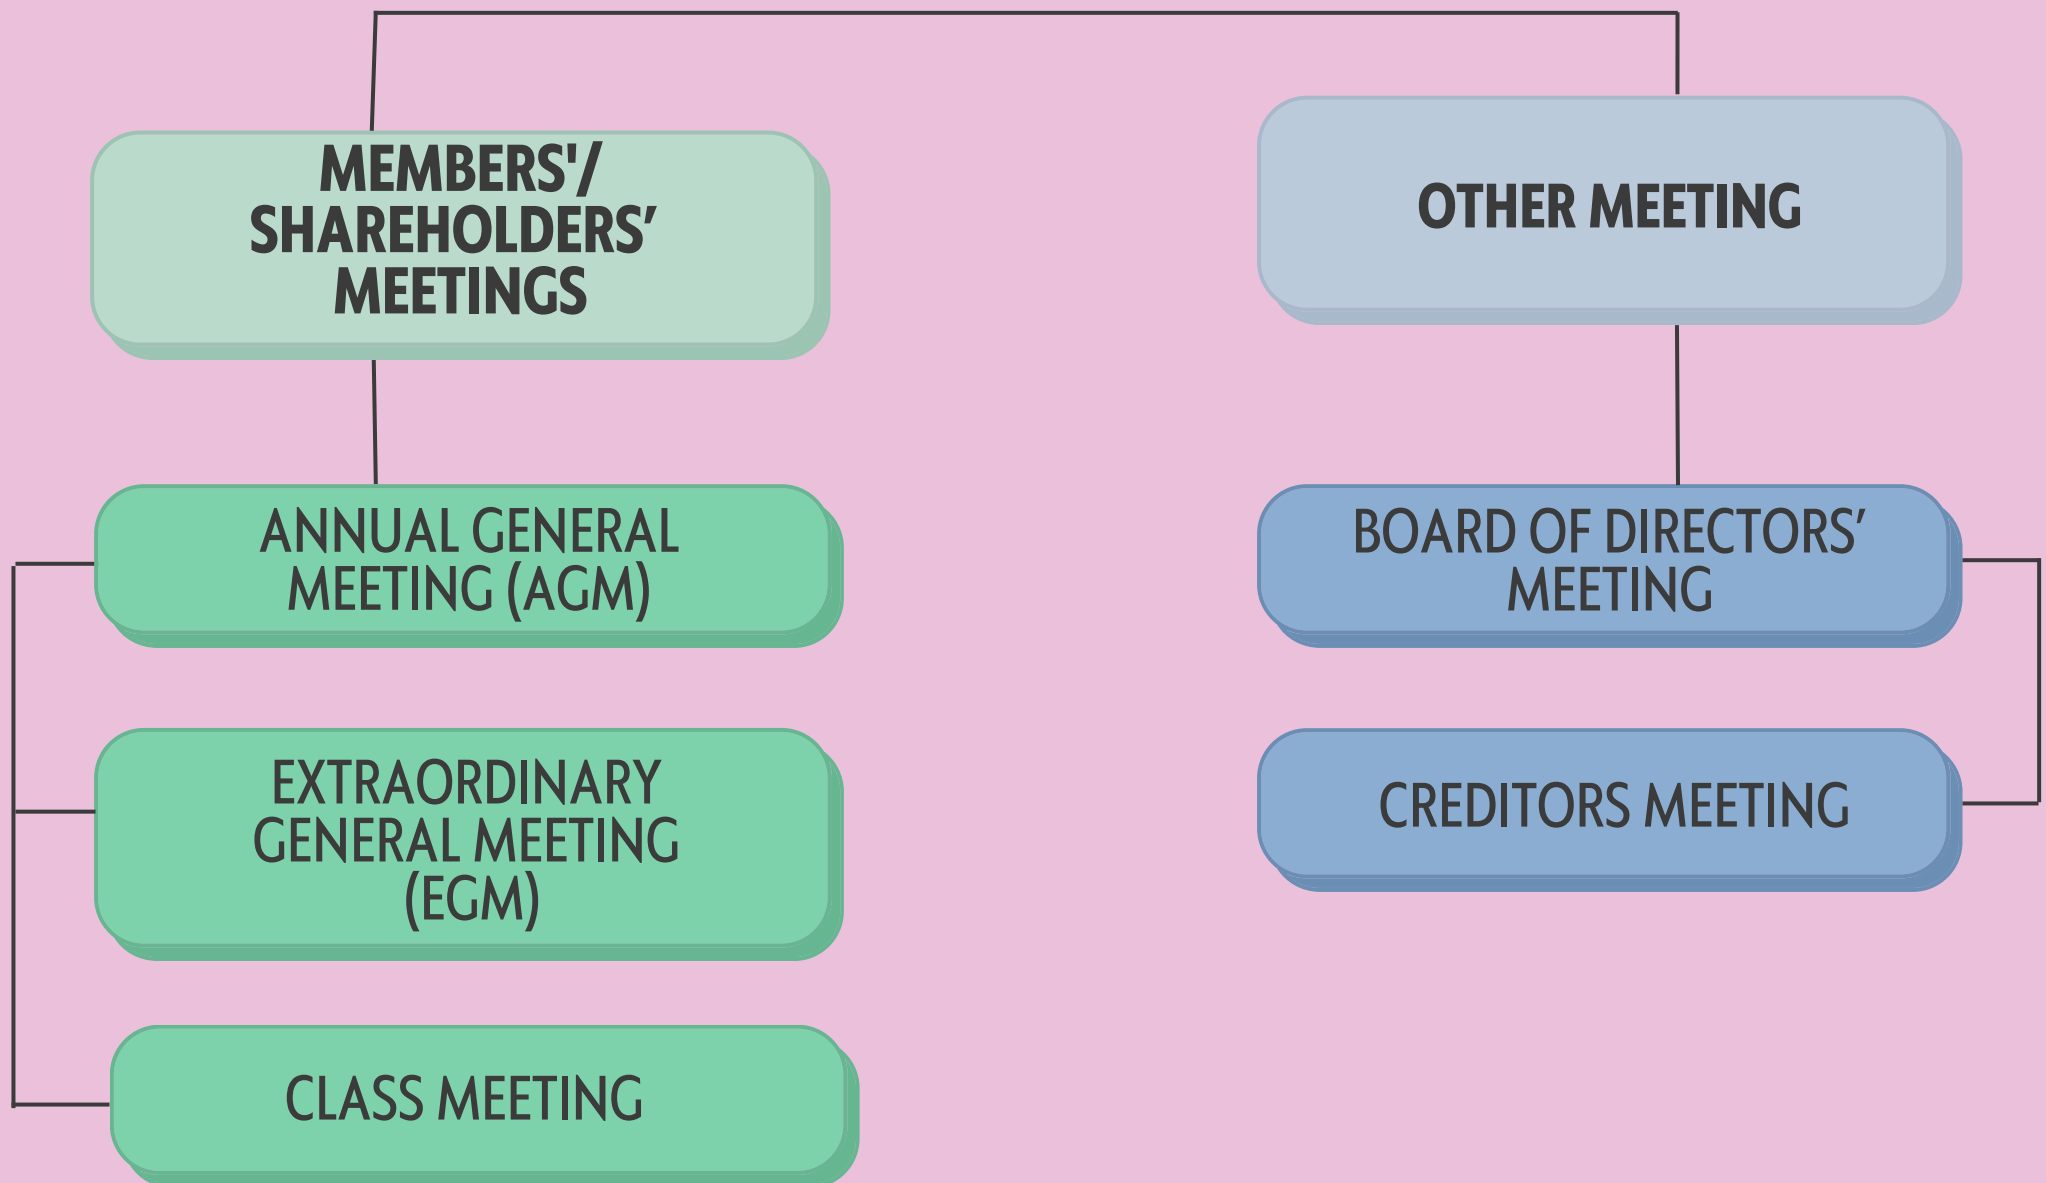 MEMBERS'/
SHAREHOLDERS’
MEETINGS
ANNUAL GENERAL
MEETING (AGM)
EXTRAORDINARY
GENERAL MEETING
(EGM)
CLASS MEETING
OTHER MEETING
BOARD OF DIRECTORS’
MEETING
CREDITORS MEETING